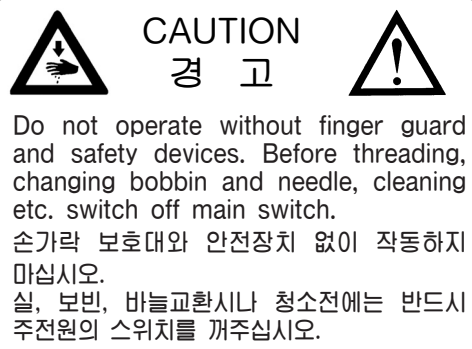 CAUTION
경 고
Do not operate without finger guard
and safety devices. Before threading,
changing bobbin and needle, cleaning
etc. switch off main switch.
손가락 보호대와 안전장치 없이 작동하지
마십시오.
실, 보빈, 바늘교환시나 청소전에는 반드시
주전원의 스위치를 꺼주십시오.